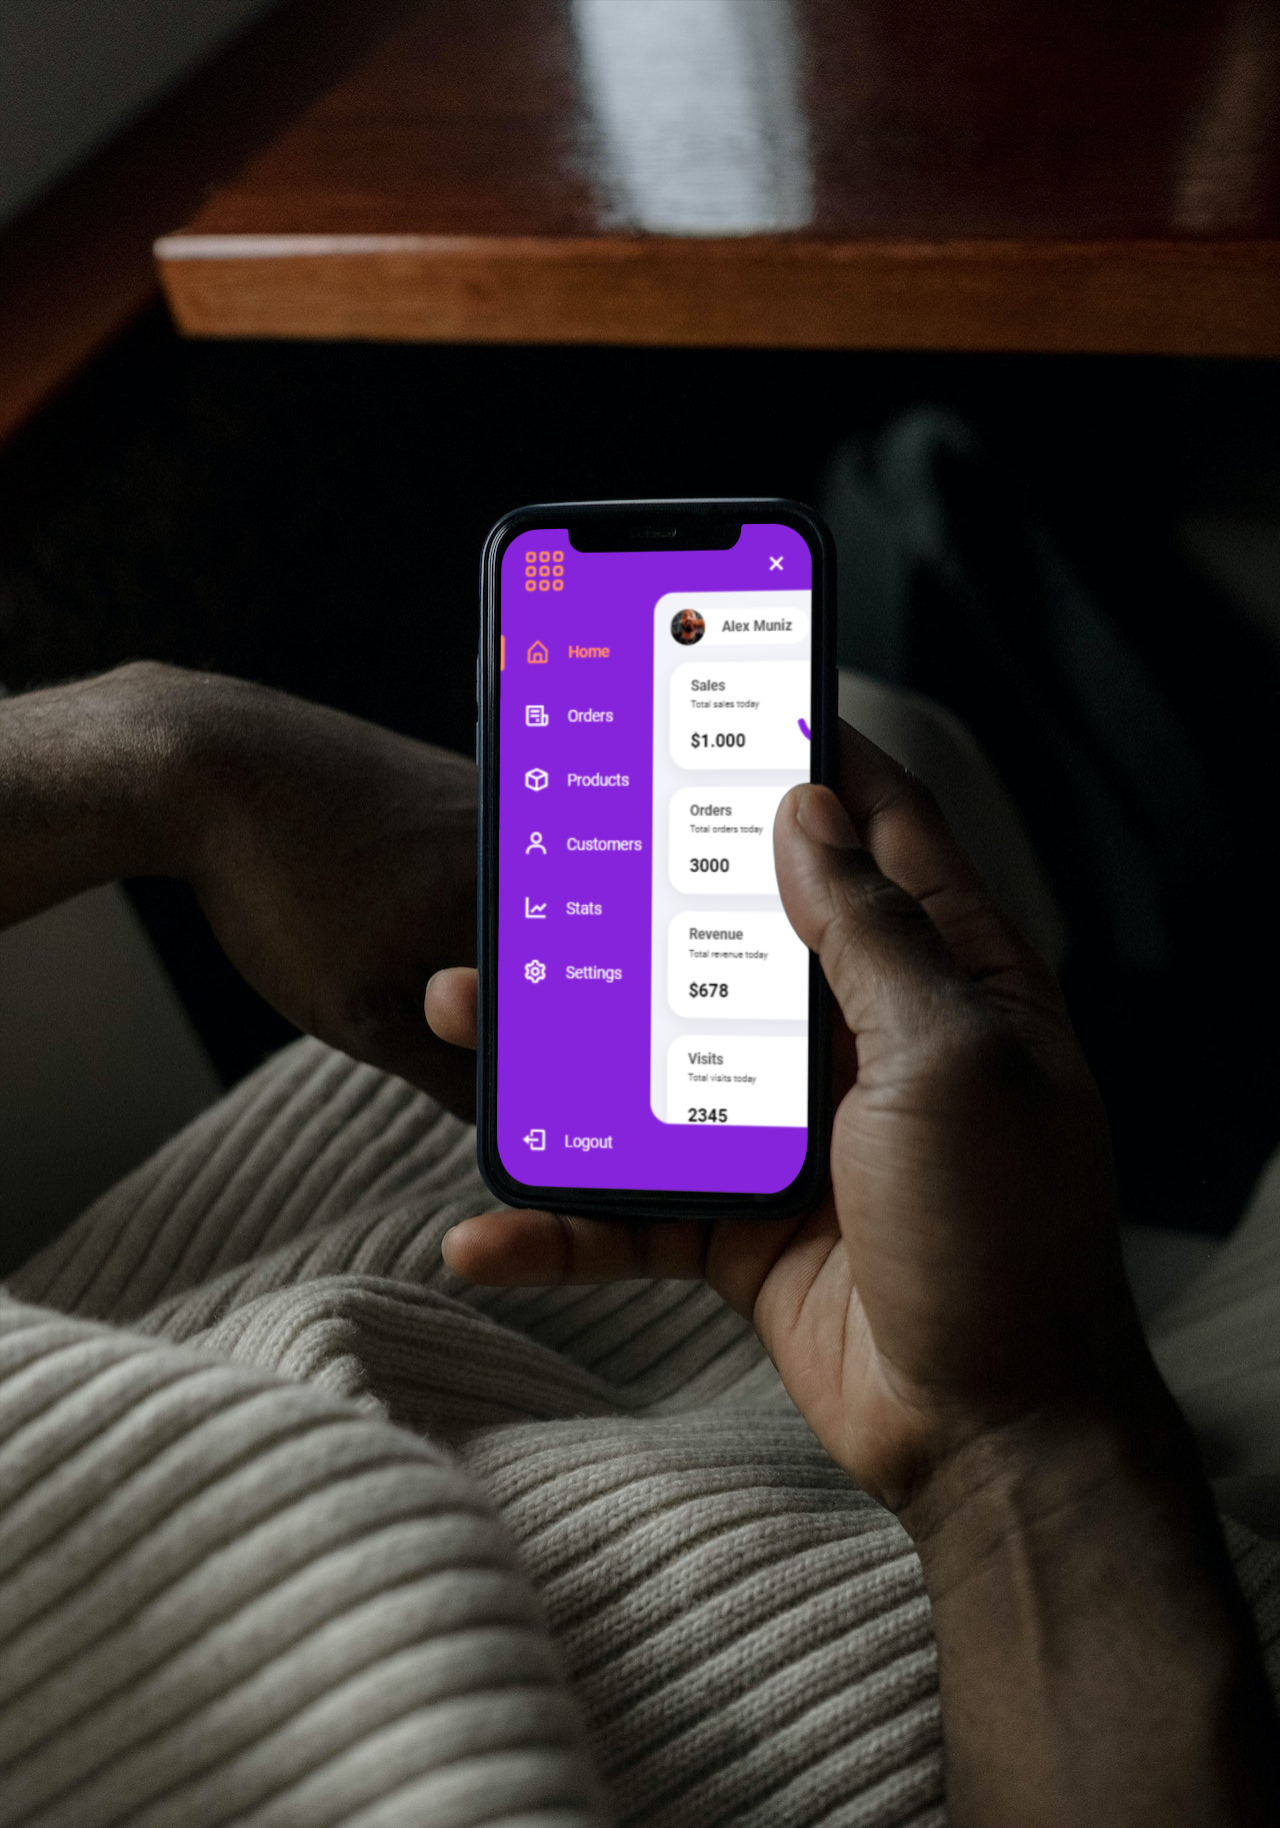 Home
Orders
Products
Customers
Stats
Settings
Logout
Alex Muniz
Sales
Total sales today
$1.000
Orders
Total orders today
3000
Revenue
Total revenue today
$678
Visits
Total visits today
2345